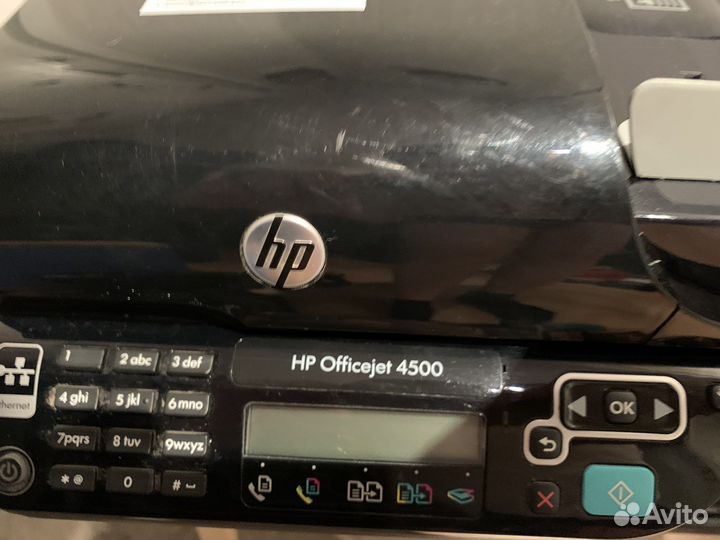 hp
HP Officejet 4500
1 2 abc 3 def
4 ghi 5 jkl 6 mno
7pqrs 8 tuv 9wxyz
* @ 0 #
hernet
OK
Avito